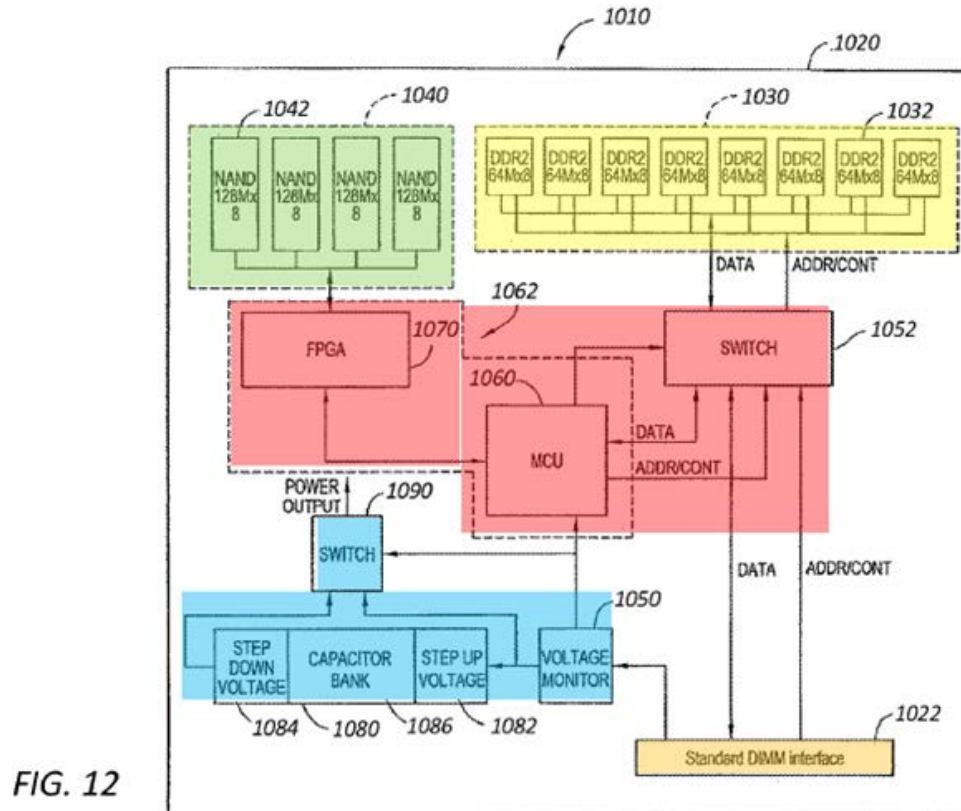 1010
1020
1042
1040
1030
1032
NAND
128Mx
8
NAND
128Mx
8
NAND
128Mx
8
NAND
128Mx
8
DDR2
64Mx8
DDR2
64Mx8
DDR2
64Mx8
DDR2
64Mx8
DDR2
64Mx8
DDR2
64Mx8
DDR2
64Mx8
DDR2
64Mx8
DATA
ADDR/CONT
1062
FPGA
1070
SWITCH
1052
1060
MCU
DATA
ADDR/CONT
POWER
OUTPUT
1090
SWITCH
DATA
ADDR/CONT
1050
STEP
DOWN
VOLTAGE
CAPACITOR
BANK
STEP UP
VOLTAGE
VOLTAGE
MONITOR
1084
1080
1086
1082
1022
Standard DIMM interface
FIG. 12